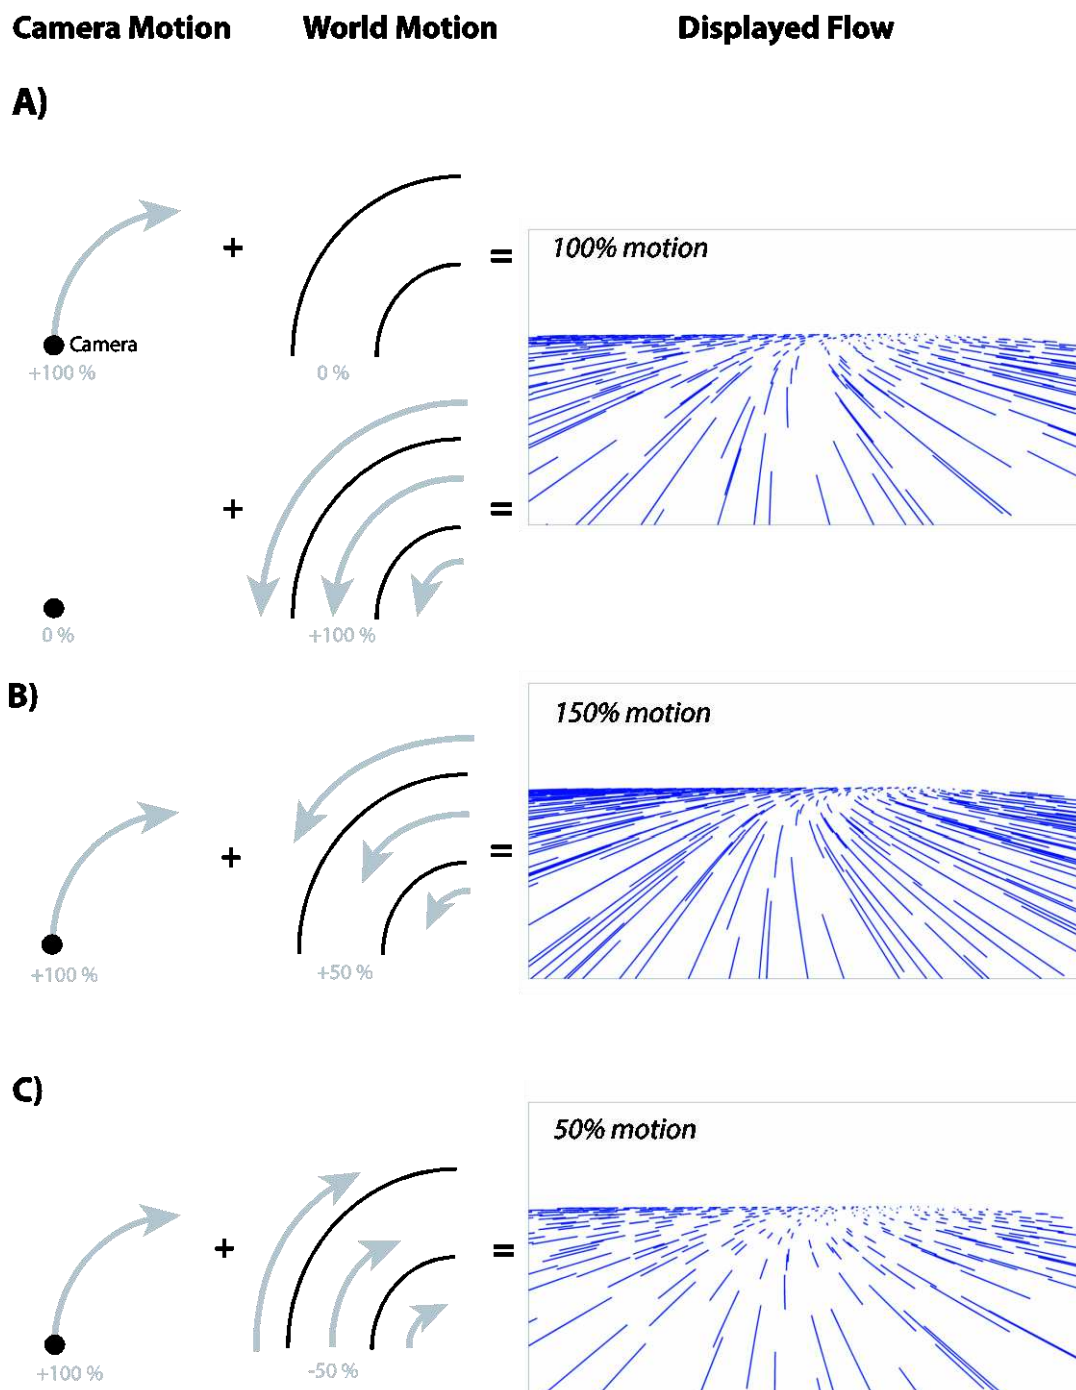 Camera Motion World Motion Displayed Flow
A)
+ = 100% motion
Camera
+100 % 0 %
+ =
0 % +100 %
B)
150% motion
+ =
+100 % +50 %
C)
50% motion
+ =
+100 % -50 %